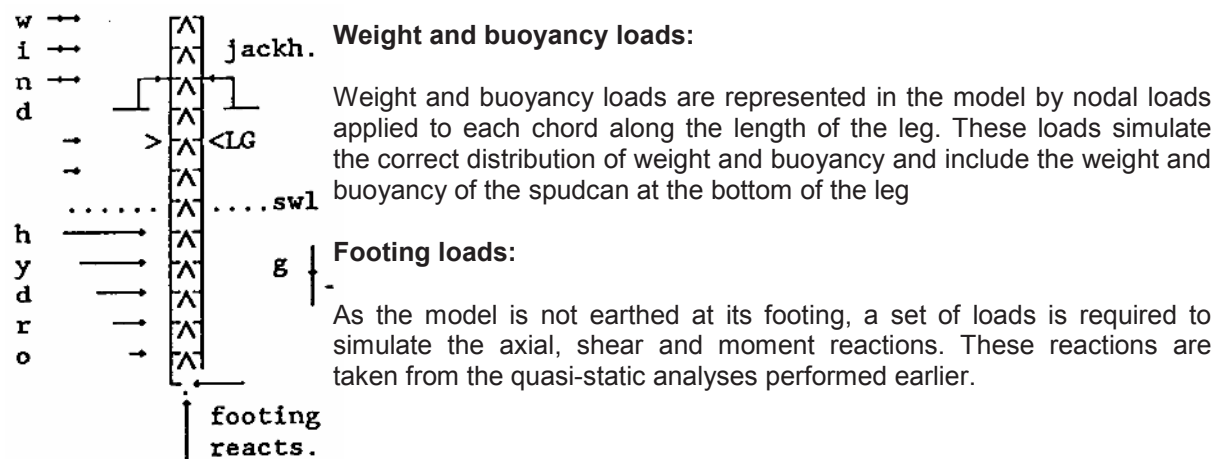 w
i
n
d
jackh.
> <LG
. . . . . . . . . . swl
h
y
d
r
o
g
footing
reacts.
Weight and buoyancy loads:
Weight and buoyancy loads are represented in the model by nodal loads
applied to each chord along the length of the leg. These loads simulate
the correct distribution of weight and buoyancy and include the weight and
buoyancy of the spudcan at the bottom of the leg
Footing loads:
As the model is not earthed at its footing, a set of loads is required to
simulate the axial, shear and moment reactions. These reactions are
taken from the quasi-static analyses performed earlier.